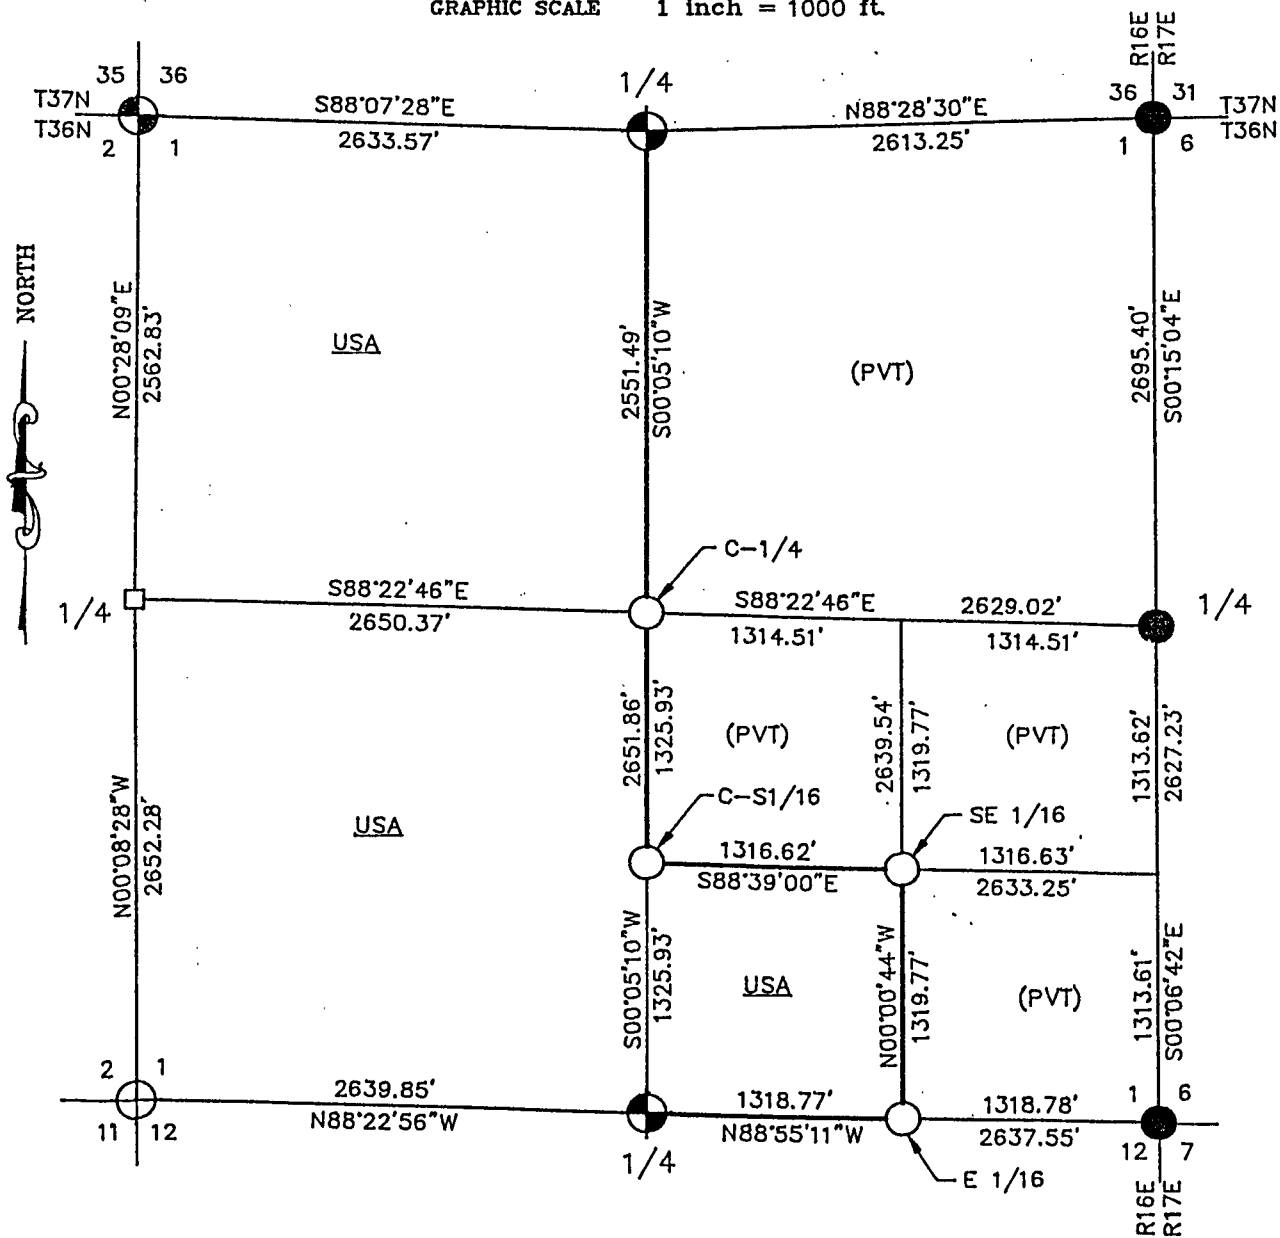 GRAPHIC SCALE 1 inch = 1000 ft.
R16E
R17E
35 36
1/4
36 31
T37N
T36N
S88°07'28"E
2633.57'
N88°28'30"E
2613.25'
T37N
T36N
2 1
1 6
NORTH
N00°28'09"E
2562.83'
USA
2551.49'
S00°05'10"W
(PVT)
2695.40'
S00°15'04"E
C-1/4
1/4
S88°22'46"E
2650.37'
S88°22'46"E
2629.02'
1314.51'
1314.51'
1/4
N00°08'28"W
2652.28'
USA
2651.86'
1325.93'
(PVT)
2639.54'
1319.77'
(PVT)
1313.62'
2627.23'
C-S1/16
SE 1/16
1316.62'
S88°39'00"E
1316.63'
2633.25'
S00°05'10"W
1325.93'
USA
N00°00'44"W
1319.77'
(PVT)
1313.61'
S00°06'42"E
2 1
11 12
2639.85'
N88°22'56"W
1/4
1318.77'
N88°55'11"W
1318.78'
2637.55'
1 6
12 7
E 1/16
R16E
R17E